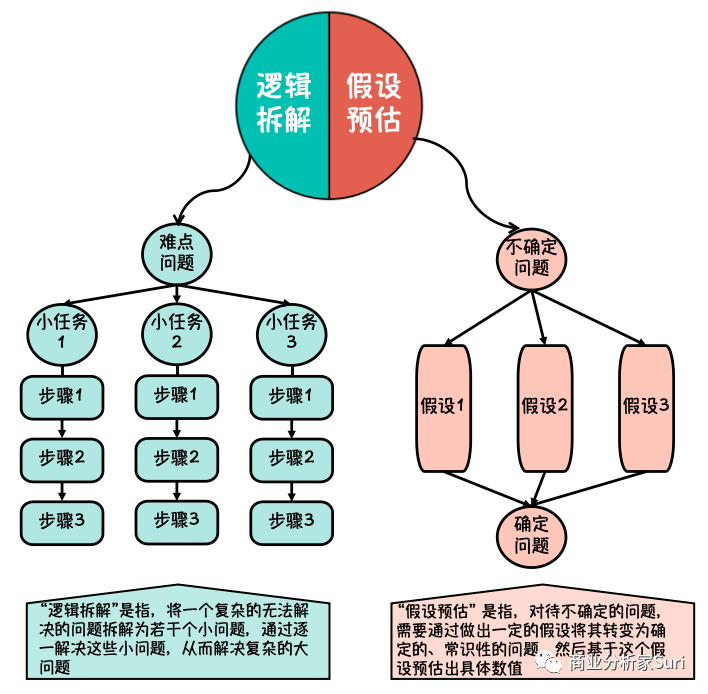 逻辑
拆解
假设
预估
难点
问题
小任务
1
小任务
2
小任务
3
步骤1
步骤1
步骤1
步骤2
步骤2
步骤2
步骤3
步骤3
步骤3
不确定
问题
假设1
假设2
假设3
确定
问题
“逻辑拆解”是指，将一个复杂的无法解
决的问题拆解为若干个小问题，通过逐
一解决这些小问题，从而解决复杂的大
问题
“假设预估” 是指，对待不确定的问题，
需要通过做出一定的假设将其转变为确
定的、常识性的问题，然后基于这个假
设预估出具体数值
商业分析家Suri